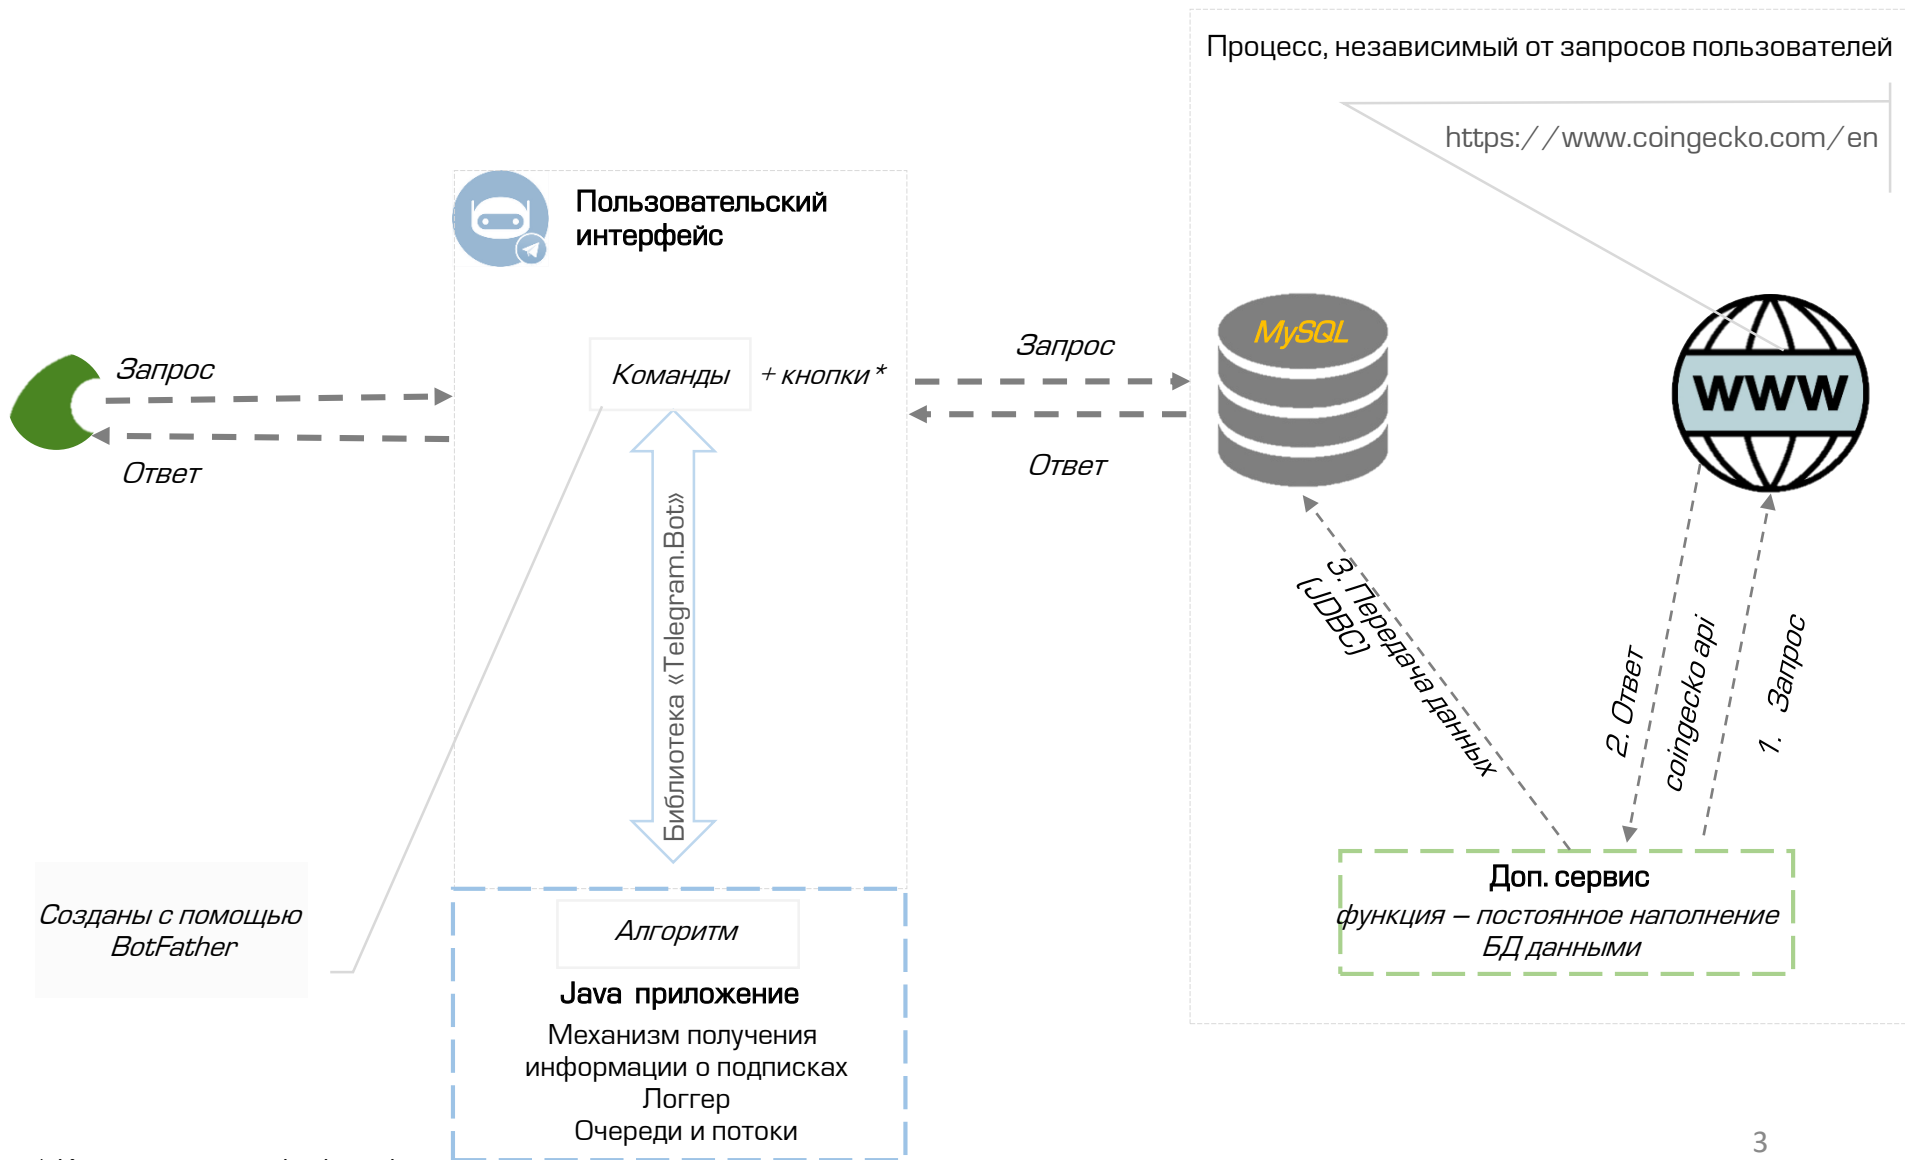 Процесс, независимый от запросов пользователей
https://www.coingecko.com/en
Пользовательский
интерфейс
Запрос
Ответ
Команды
+ кнопки *
Библиотека «Telegram.Bot»
Запрос
Ответ
MySQL
WWW
3. Передача данных
(JDBC)
2. Ответ
coingecko api
1. Запрос
Доп. сервис
функция – постоянное наполнение
БД данными
Созданы с помощью
BotFather
Алгоритм
Java приложение
Механизм получения
информации о подписках
Логгер
Очереди и потоки
3